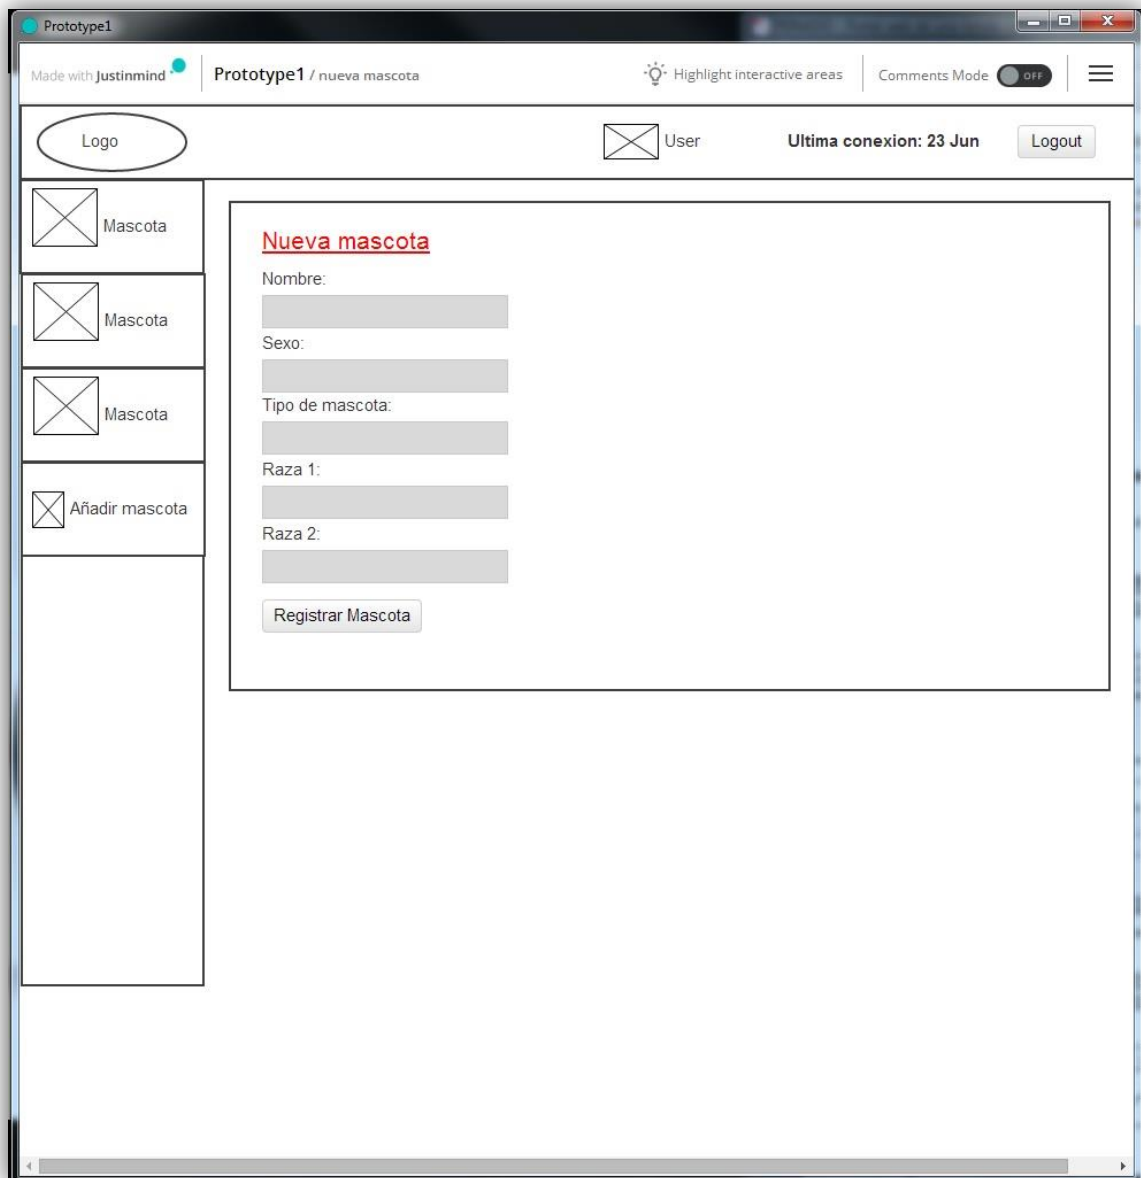 Prototype1
Made with Justinmind
Prototype1 / nueva mascota
Highlight interactive areas
Comments Mode
OFF
Logo
User
Ultima conexion: 23 Jun
Logout
Mascota
Mascota
Mascota
Añadir mascota
Nueva mascota
Nombre:
Sexo:
Tipo de mascota:
Raza 1:
Raza 2:
Registrar Mascota